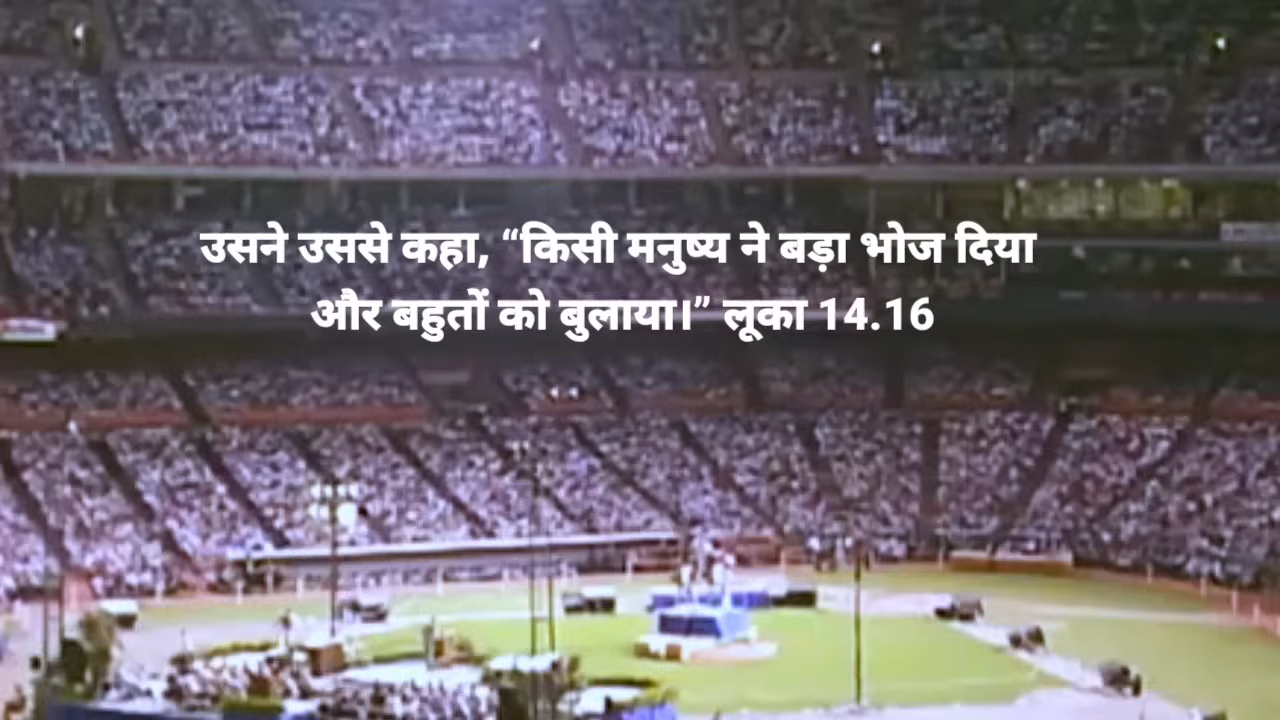 उसने उससे कहा, “किसी मनुष्य ने बड़ा भोज दिया
और बहुतों को बुलाया।” लूका 14.16